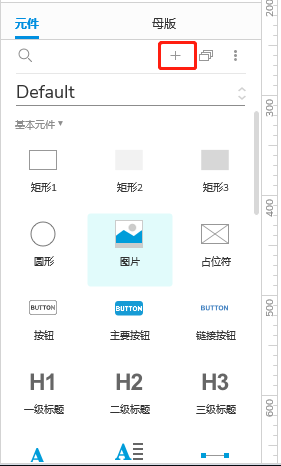 元件 母版
Default
基本元件
矩形1 矩形2 矩形3
圆形 图片 占位符
BUTTON BUTTON BUTTON
按钮 主要按钮 链接按钮
H1 H2 H3
一级标题 二级标题 三级标题
A A
200
300
400
500
600